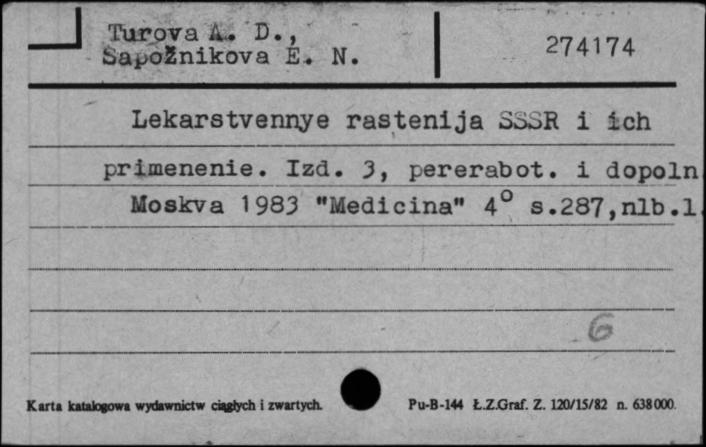 Turova A. D.,
Sapožnikova E. N.
274174
Lekarstvennye rastenija SSSR i ich
primenenie. Izd. 3, pererabot. i dopoln
Moskva 1983 "Medicina" 4° s.287,nlb.1.
6
Karta katalogowa wydawnictw ciągłych i zwartych.
Pu-B-144 Ł.Z.Graf. Z. 120/15/82 n. 638000.